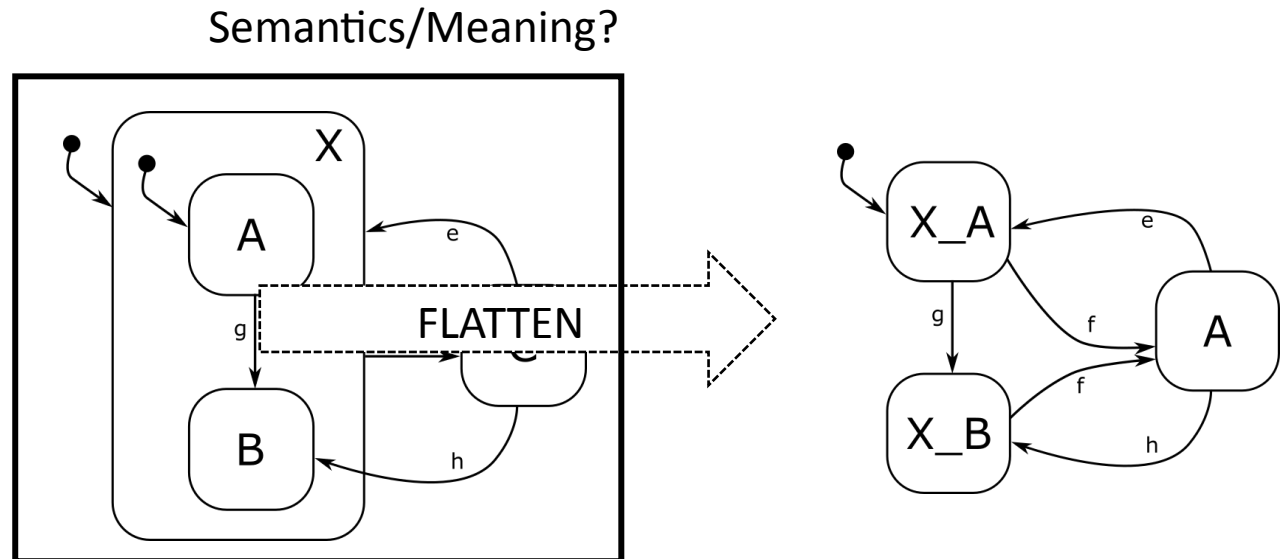 Semantics/Meaning?
X
A
e
g
FLATTEN
B
h
X_A
e
g
f
A
f
X_B
h